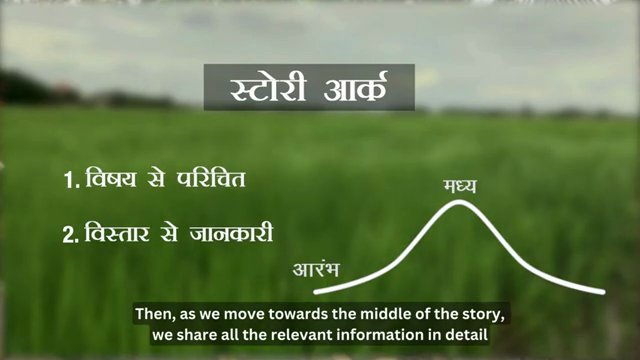 स्टोरी आर्क
1. विषय से परिचित
2. विस्तार से जानकारी
मध्य
आरंभ
Then, as we move towards the middle of the story,
we share all the relevant information in detail